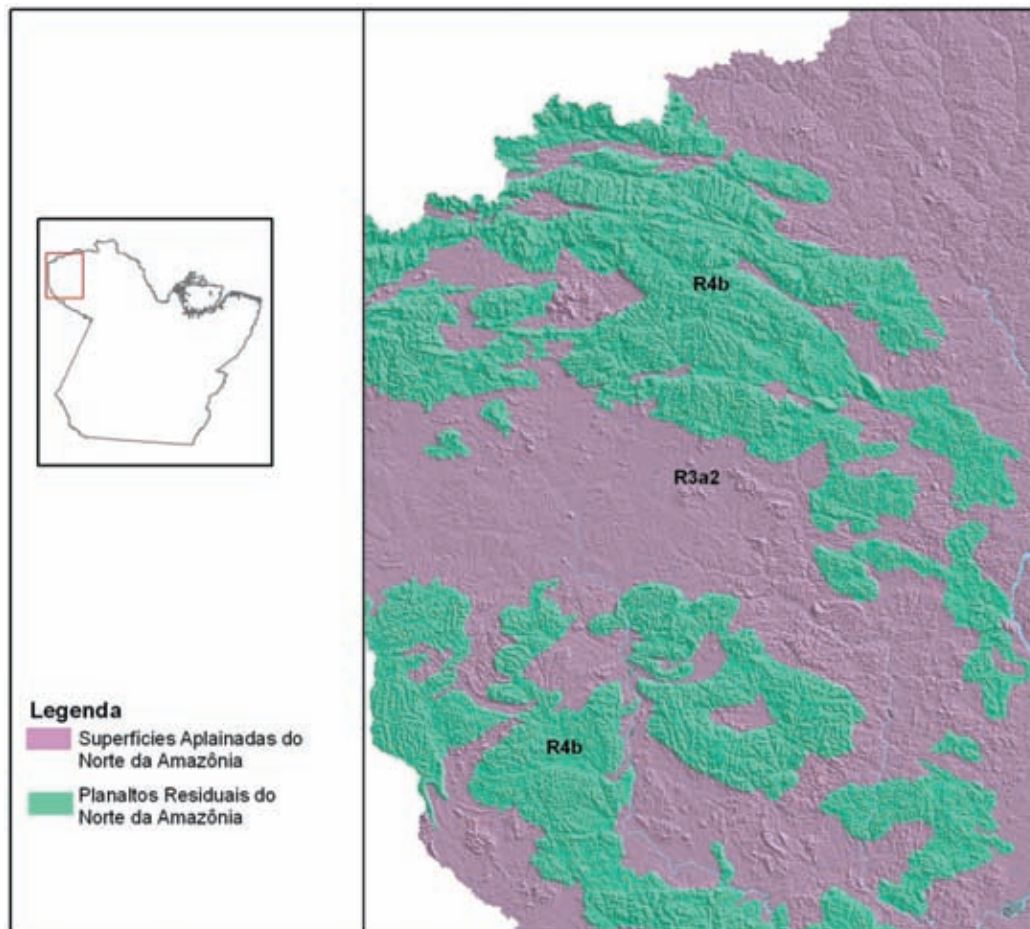 R4b
R3a2
R4b
Legenda
Superfícies Aplainadas do
Norte da Amazônia
Planaltos Residuais do
Norte da Amazônia